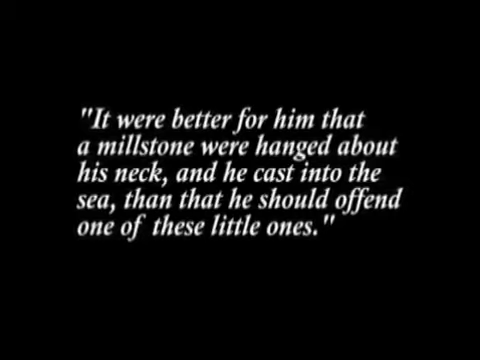 "It were better for him that
a millstone were hanged about
his neck, and he cast into the
sea, than that he should offend
one of these little ones."